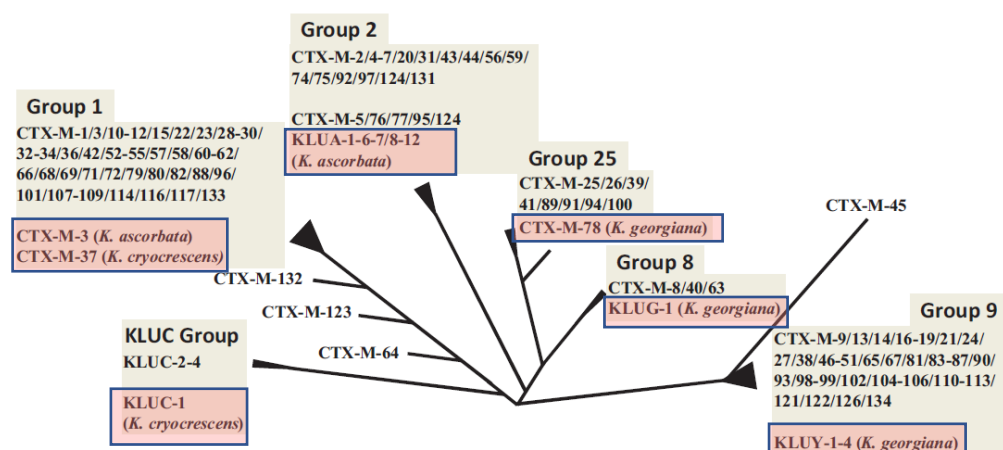 Group 2
CTX-M-2/4-7/20/31/43/44/56/59/
74/75/92/97/124/131
CTX-M-5/76/77/95/124
KLUA-1-6-7/8-12
(K. ascorbata)
Group 1
CTX-M-1/3/10-12/15/22/23/28-30/
32-34/36/42/52-55/57/58/60-62/
66/68/69/71/72/79/80/82/88/96/
101/107-109/114/116/117/133
CTX-M-3 (K. ascorbata)
CTX-M-37 (K. cryocrescens)
Group 25
CTX-M-25/26/39/
41/89/91/94/100
CTX-M-78 (K. georgiana)
CTX-M-45
Group 8
CTX-M-8/40/63
KLUG-1 (K. georgiana)
CTX-M-132
CTX-M-123
CTX-M-64
KLUC Group
KLUC-2-4
KLUC-1
(K. cryocrescens)
Group 9
CTX-M-9/13/14/16-19/21/24/
27/38/46-51/65/67/81/83-87/90/
93/98-99/102/104-106/110-113/
121/122/126/134
KLUY-1-4 (K. georgiana)